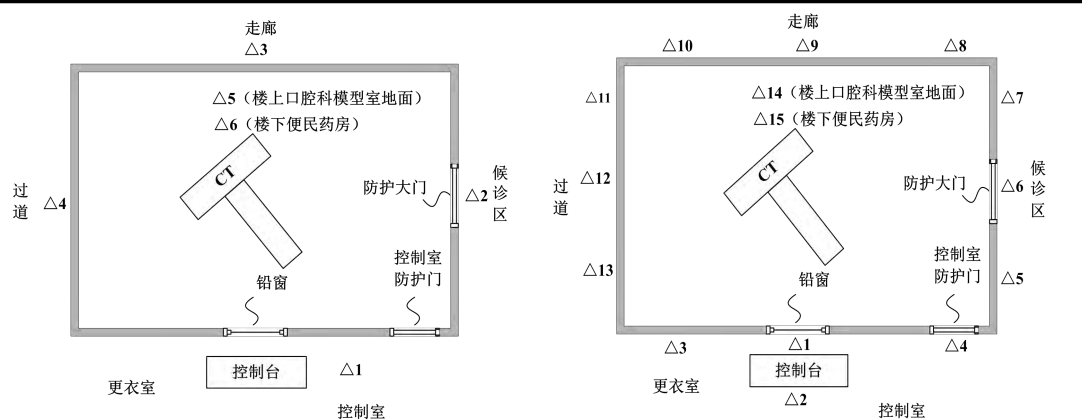 走廊
△3
△5（楼上口腔科模型室地面）
△6（楼下便民药房）
CT
过道
△4
防护大门
△2
候诊区
控制室
防护门
铅窗
控制台
△1
更衣室
控制室
走廊
△10
△9
△8
△11
△14（楼上口腔科模型室地面）
△15（楼下便民药房）
△7
CT
过道
△12
防护大门
△6
候诊区
控制室
防护门
△13
铅窗
△5
△3
△1
△4
控制台
更衣室
△2
控制室